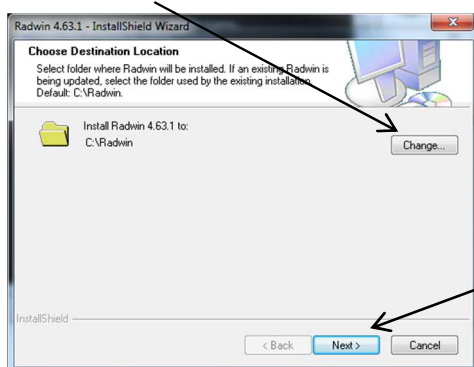 Radwin 4.63.1 - InstallShield Wizard
Choose Destination Location
Select folder where Radwin will be installed. If an existing Radwin is
being updated, select the folder used by the existing installation.
Default: C:\Radwin.
Install Radwin 4.63.1 to:
C:\Radwin
Change...
InstallShield
< Back
Next >
Cancel